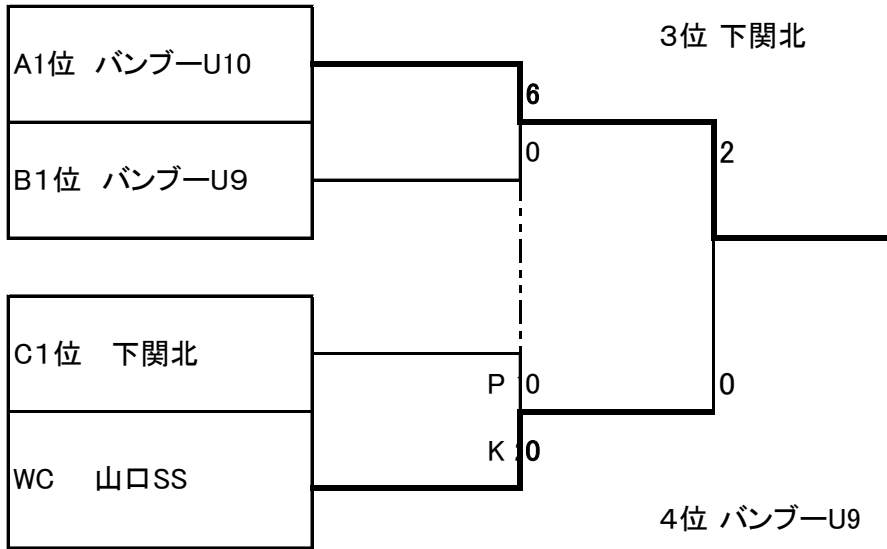 3位 下関北
A1位 バンブーU10
6
0
2
B1位 バンブーU9
C1位 下関北
P 0
0
K 0
WC 山口SS
4位 バンブーU9